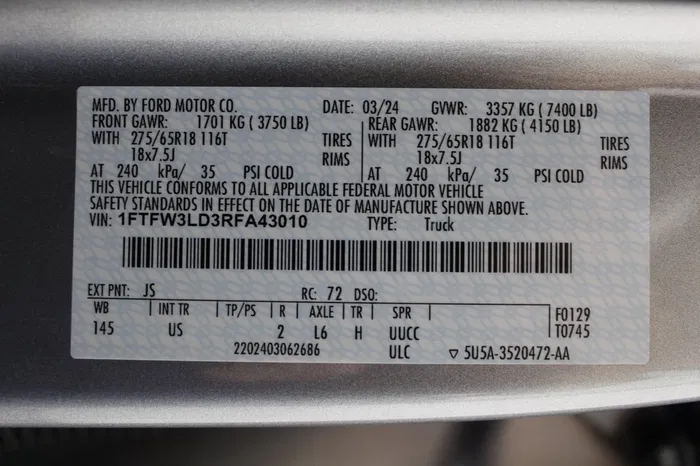 MFD. BY FORD MOTOR CO. DATE: 03/24 GVWR: 3357 KG ( 7400 LB)
FRONT GAWR: 1701 KG ( 3750 LB) REAR GAWR: 1882 KG ( 4150 LB)
WITH 275/65R18 116T TIRES WITH 275/65R18 116T TIRES
18x7.5J RIMS 18x7.5J RIMS
AT 240 kPa/ 35 PSI COLD AT 240 kPa/ 35 PSI COLD
THIS VEHICLE CONFORMS TO ALL APPLICABLE FEDERAL MOTOR VEHICLE
SAFETY STANDARDS IN EFFECT ON THE DATE OF MANUFACTURE SHOWN ABOVE.
VIN: 1FTFW3LD3RFA43010 TYPE: Truck
EXT PNT: JS RC: 72 DSO:
WB INT TR TP/PS R AXLE TR SPR F0129
145 US 2 L6 H UUCC T0745
2202403062686 ULC ▽ 5U5A-3520472-AA